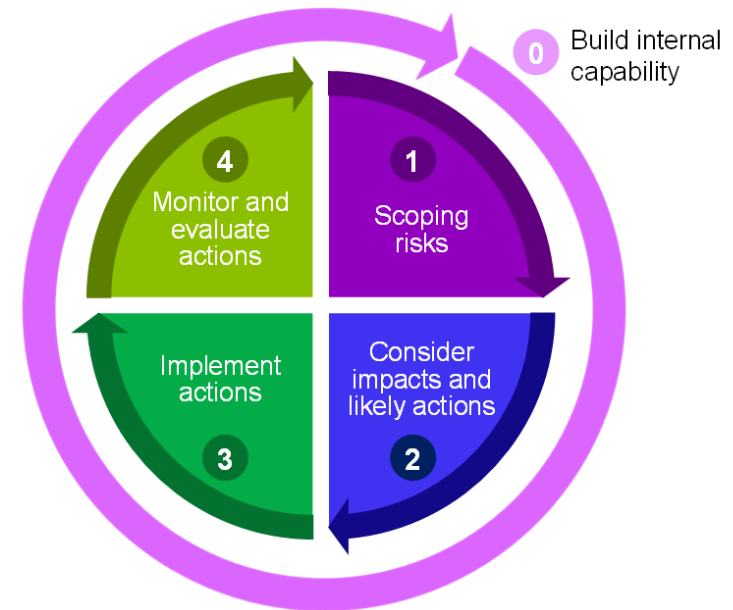 0
Build internal
capability
1
Scoping
risks
2
Consider
impacts and
likely actions
3
Implement
actions
4
Monitor and
evaluate
actions